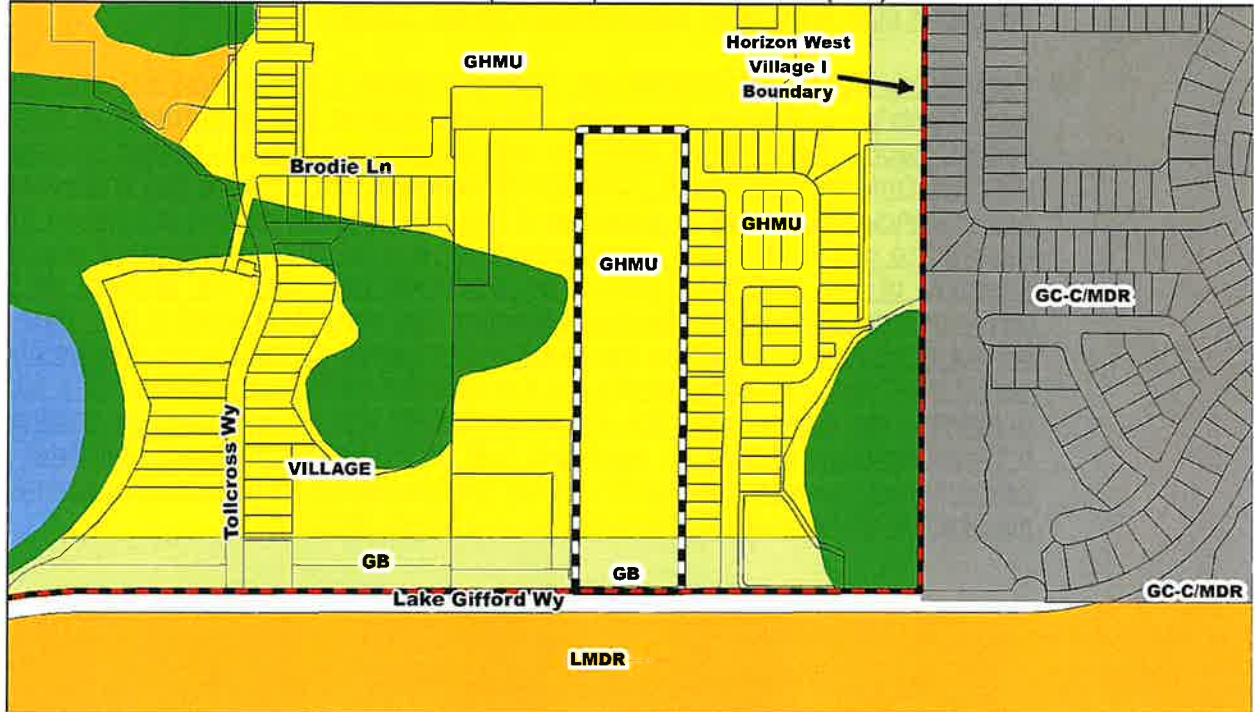 GHMU
Horizon West
Village I
Boundary
Brodie Ln
GHMU
GHMU
GC-C/MDR
Tollcross Wy
VILLAGE
GB
GB
Lake Gifford Wy
GC-C/MDR
LMDR